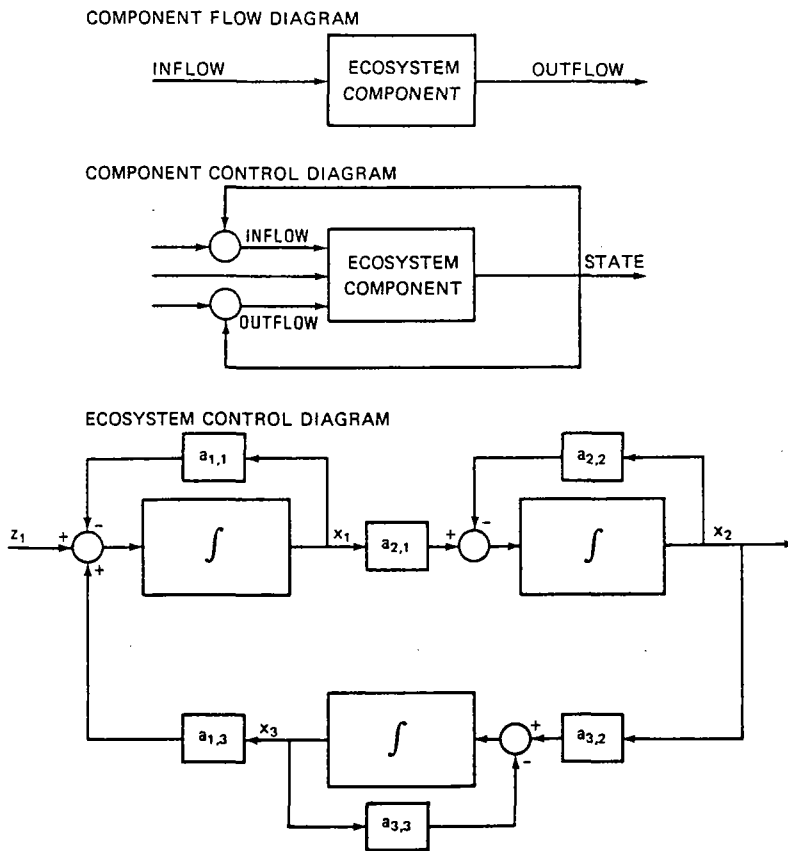 COMPONENT FLOW DIAGRAM
INFLOW
ECOSYSTEM
COMPONENT
OUTFLOW
COMPONENT CONTROL DIAGRAM
INFLOW
ECOSYSTEM
COMPONENT
STATE
OUTFLOW
ECOSYSTEM CONTROL DIAGRAM
a1,1
a2,2
z1
+
-
+
∫
x1
a2,1
+
-
∫
x2
a1,3
x3
∫
+
-
a3,2
a3,3